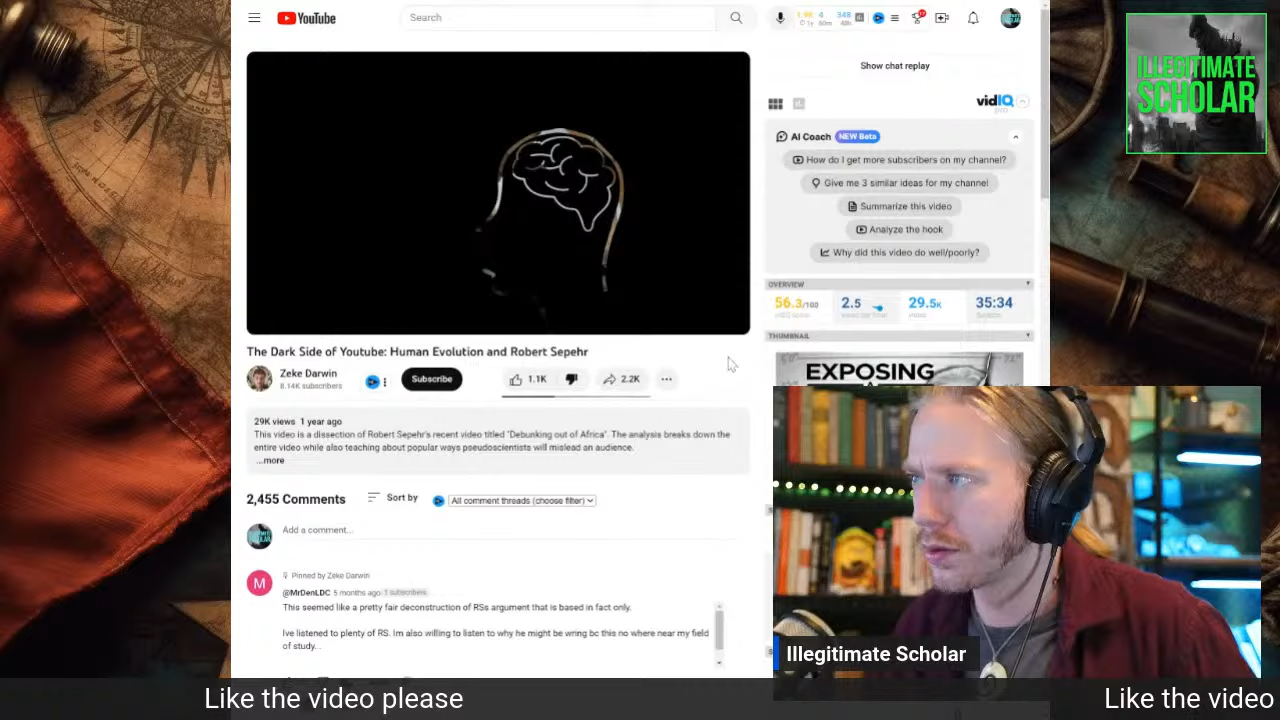 YouTube
Search
348
Show chat replay
ILLEGITIMATE
SCHOLAR
vidIQ
AI Coach NEW Beta
How do I get more subscribers on my channel?
Give me 3 similar ideas for my channel
Summarize this video
Analyze the hook
Why did this video do well/poorly?
OVERVIEW
56.3/100 2.5 29.5K 35:34
THUMBNAIL
EXPOSING
The Dark Side of Youtube: Human Evolution and Robert Sepehr
Zeke Darwin
8.14K subscribers
Subscribe
1.1K
2.2K
29K views 1 year ago
This video is a dissection of Robert Sepehr's recent video titled "Debunking out of Africa". The analysis breaks down the
entire video while also teaching about popular ways pseudoscientists will mislead an audience.
...more
2,455 Comments Sort by All comment threads (choose filter)
Add a comment...
Pinned by Zeke Darwin
M
@MrDenLDC 5 months ago 1 subscribers
This seemed like a pretty fair deconstruction of RSs argument that is based in fact only.
Ive listened to plenty of RS. Im also willing to listen to why he might be wring bc this no where near my field
of study...
Illegitimate Scholar
Like the video please
Like the video